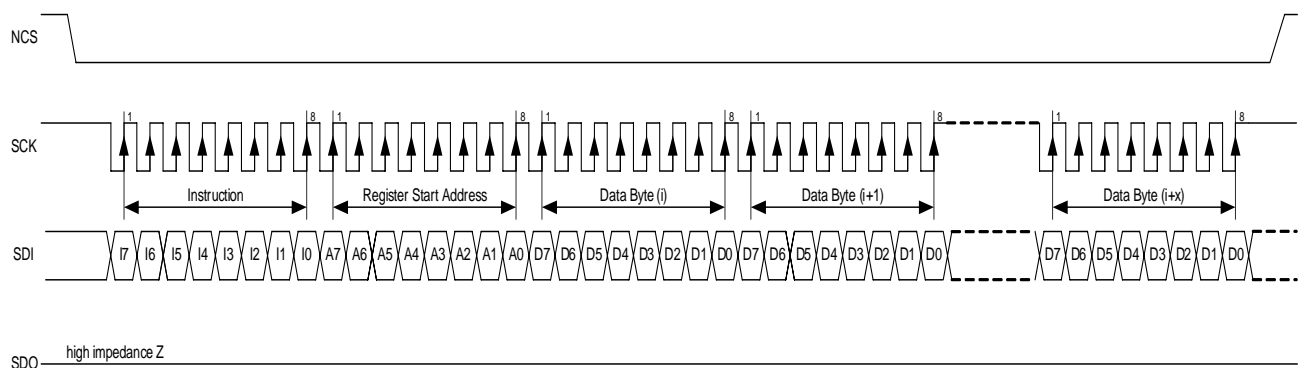 NCS
1 8 1 8 1 8 1 8 1 8
SCK
Instruction Register Start Address Data Byte (i) Data Byte (i+1) Data Byte (i+x)
SDI I7 I6 I5 I4 I3 I2 I1 I0 A7 A6 A5 A4 A3 A2 A1 A0 D7 D6 D5 D4 D3 D2 D1 D0 D7 D6 D5 D4 D3 D2 D1 D0 D7 D6 D5 D4 D3 D2 D1 D0
high impedance Z
SDO